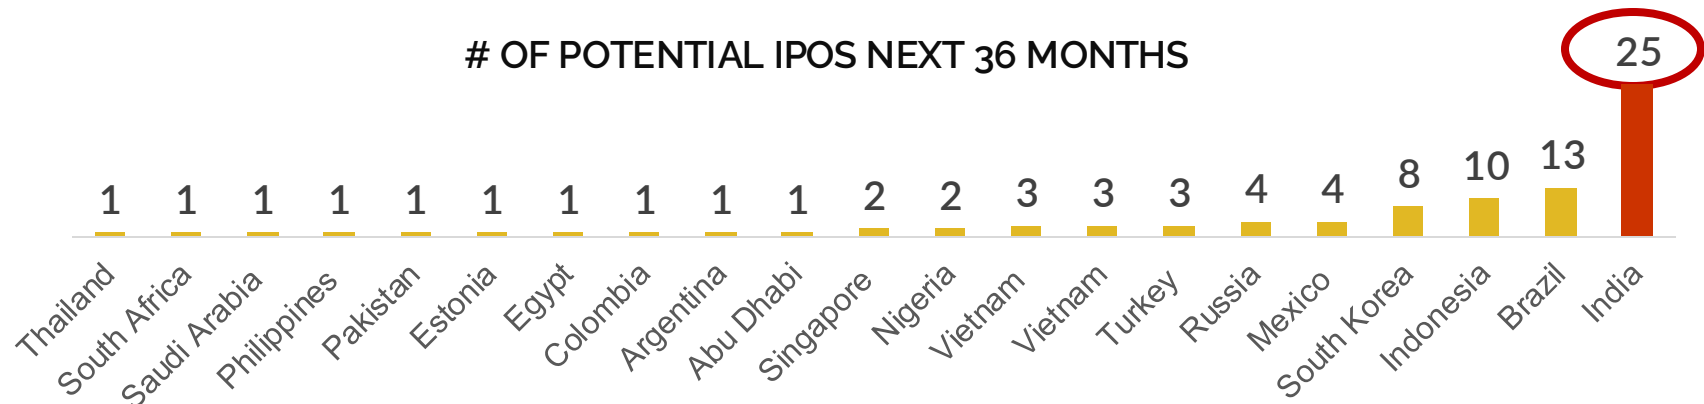 # OF POTENTIAL IPOS NEXT 36 MONTHS
25
1 1 1 1 1 1 1 1 1 1 2 2 3 3 3 4 4 8 10 13
Thailand
South Africa
Saudi Arabia
Philippines
Pakistan
Estonia
Egypt
Colombia
Argentina
Abu Dhabi
Singapore
Nigeria
Vietnam
Vietnam
Turkey
Russia
Mexico
South Korea
Indonesia
Brazil
India